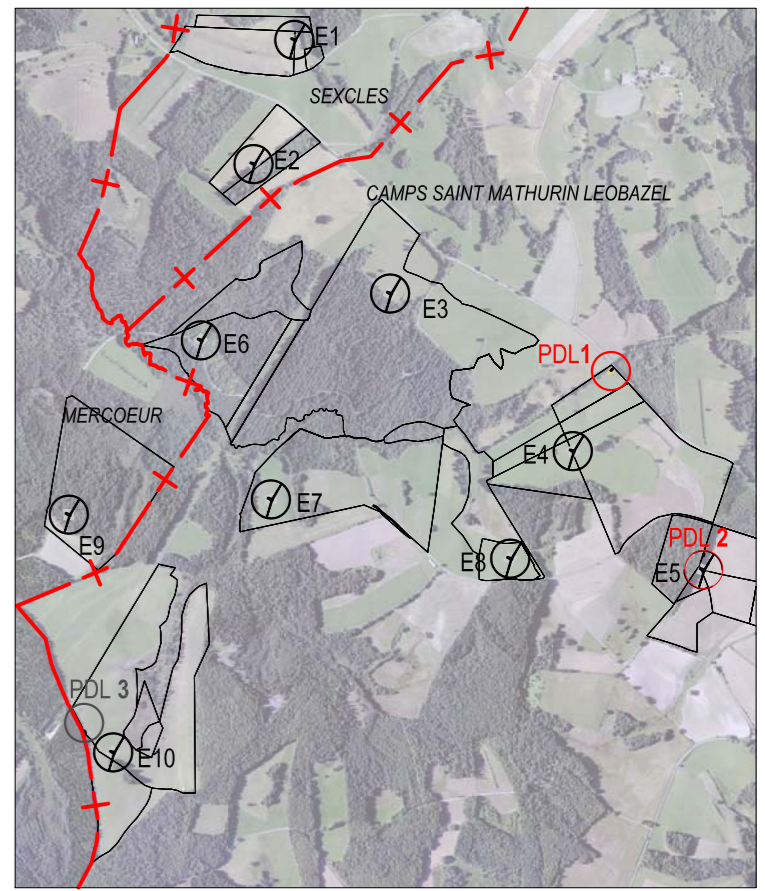 E1
SEXCLES
E2
CAMPS SAINT MATHURIN LEOBAZEL
E3
E6
PDL1
MERCOEUR
E4
E7
E9
E8
PDL 2
E5
PDL 3
E10